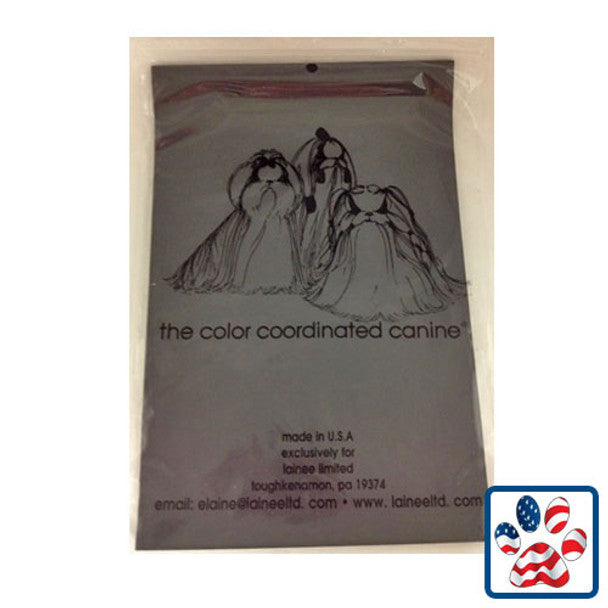 the color coordinated canine®
made in U.S.A
exclusively for
lainee limited
toughkenamon, pa 19374
email: elaine@laineeltd. com • www. laineeltd. com